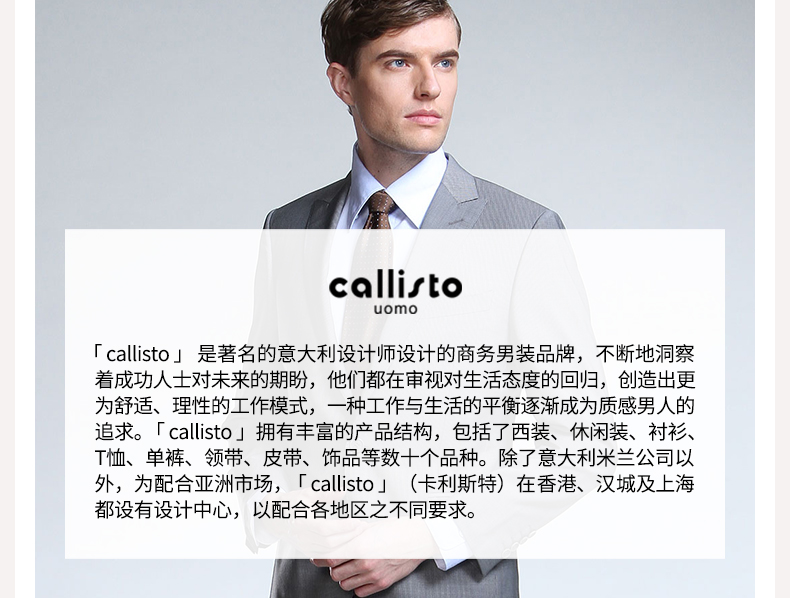 callisto
uomo
「callisto」 是著名的意大利设计师设计的商务男装品牌，不断地洞察
着成功人士对未来的期盼，他们都在审视对生活态度的回归，创造出更
为舒适、理性的工作模式，一种工作与生活的平衡逐渐成为质感男人的
追求。「callisto」拥有丰富的产品结构，包括了西装、休闲装、衬衫、
T恤、单裤、领带、皮带、饰品等数十个品种。除了意大利米兰公司以
外，为配合亚洲市场，「callisto」（卡利斯特）在香港、汉城及上海
都设有设计中心，以配合各地区之不同要求。